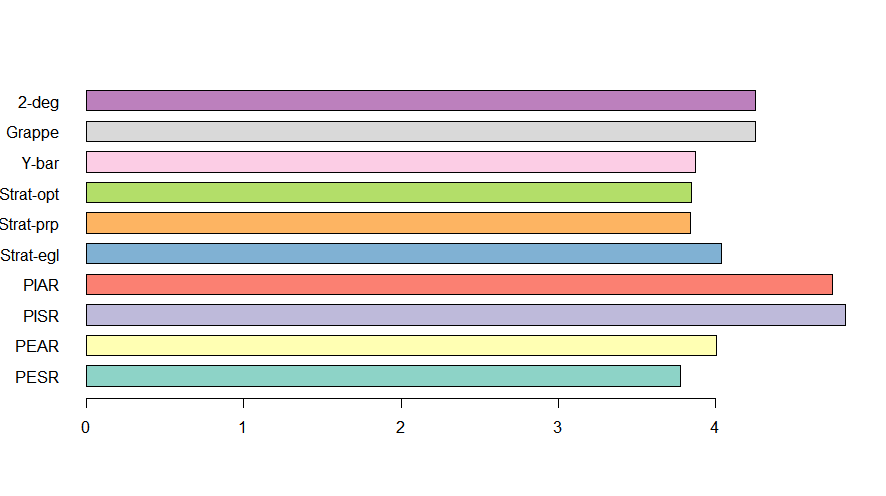 2-deg
Grappe
Y-bar
Strat-opt
Strat-prp
Strat-egl
PIAR
PISR
PEAR
PESR
0 1 2 3 4